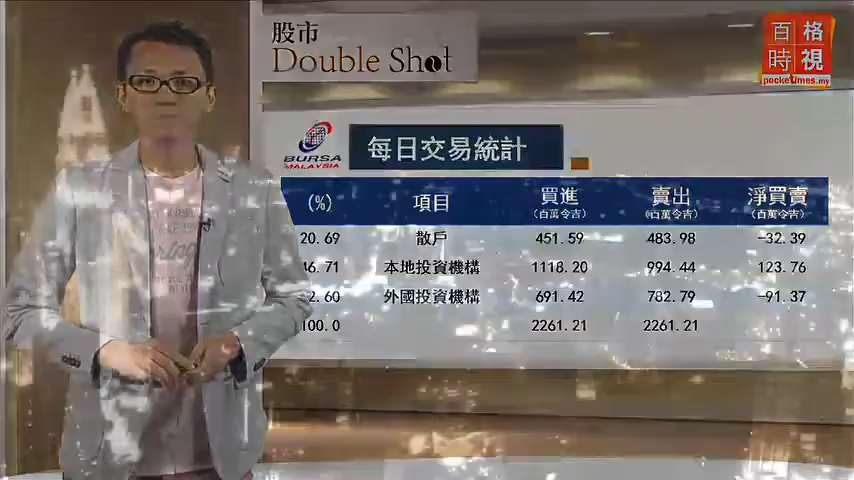 股市
Double Shot
百格
時視
pocketimes.my
BURSA
MALAYSIA
每日交易統計
(%) 項目 買進 賣出 淨買賣
(百萬令吉) (百萬令吉) (百萬令吉)
20.69 散戶 451.59 483.98 -32.39
46.71 本地投資機構 1118.20 994.44 123.76
2.60 外國投資機構 691.42 782.79 -91.37
100.0 2261.21 2261.21